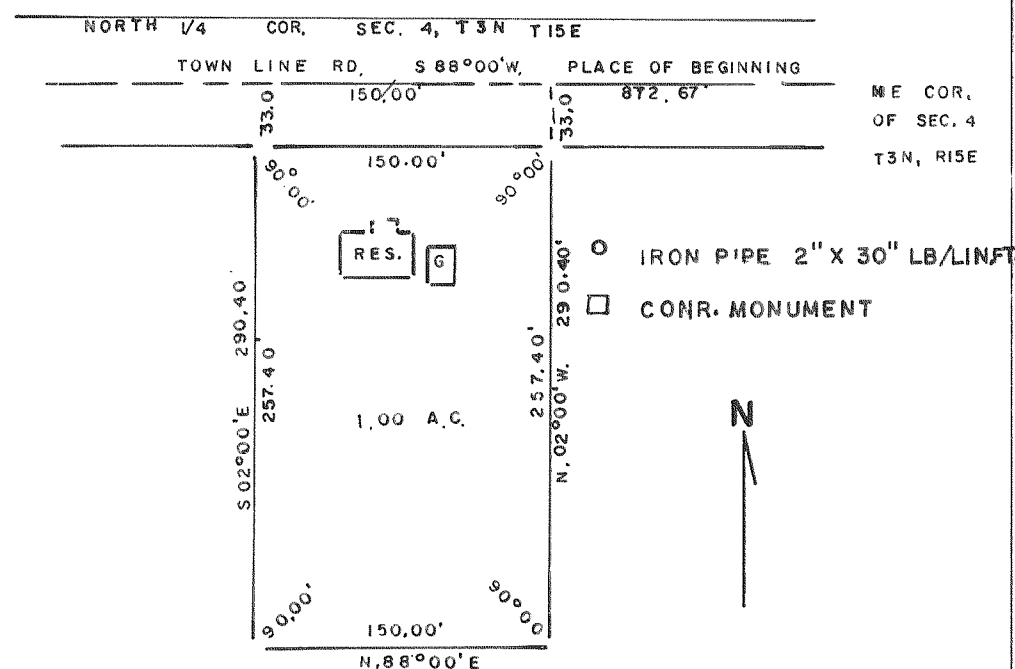 NORTH 1/4 COR. SEC. 4, T3N T15E
TOWN LINE RD. S 88°00'W. PLACE OF BEGINNING
150.00' 872.67'
NE COR.
OF SEC. 4
T3N, R15E
33.0 33.0
150.00'
90°00' 90°00'
RES. G
IRON PIPE 2" X 30" LB/LINFT
CONR. MONUMENT
S 02°00'E 290.40
257.40
257.40'
N. 02°00'W. 290.40'
1.00 A.C.
N
90.00' 90°00
150.00'
N.88°00'E